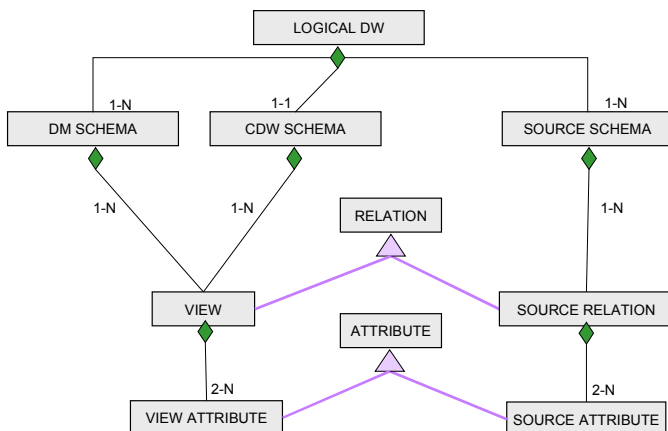 LOGICAL DW
1-N
1-1
1-N
DM SCHEMA
CDW SCHEMA
SOURCE SCHEMA
1-N
1-N
1-N
RELATION
VIEW
SOURCE RELATION
ATTRIBUTE
2-N
2-N
VIEW ATTRIBUTE
SOURCE ATTRIBUTE